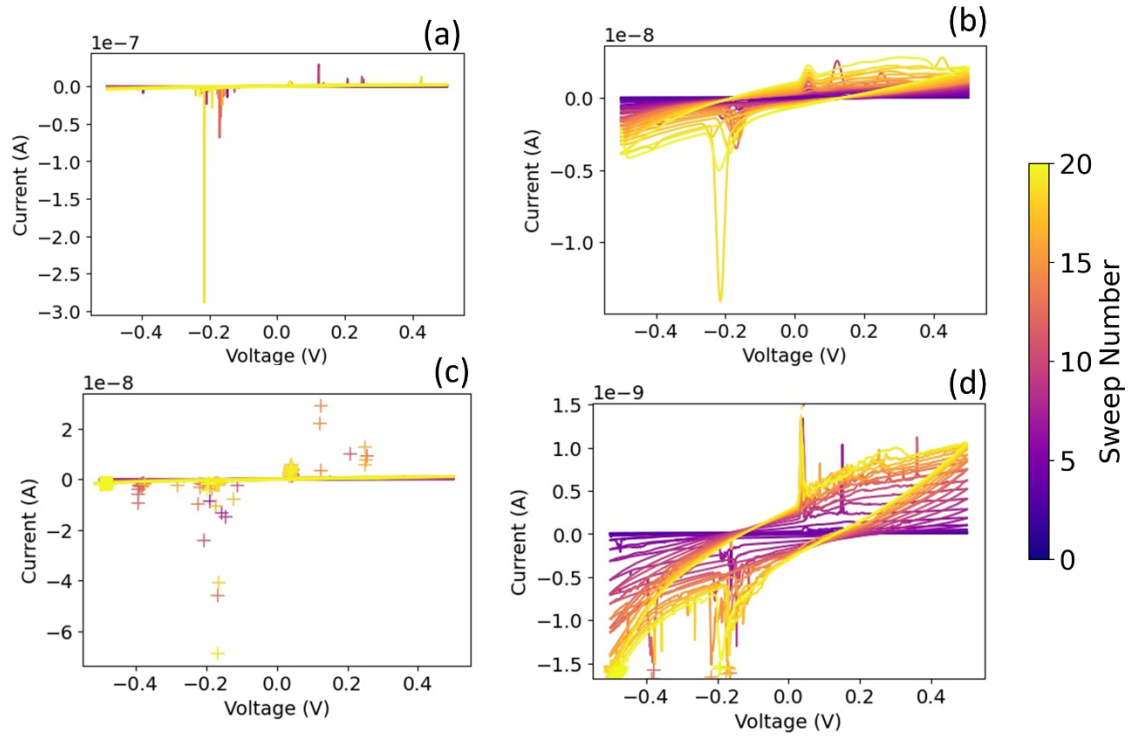 (a)
1e−7
0.0
−0.5
−1.0
−1.5
−2.0
−2.5
−3.0
Current (A)
−0.4 −0.2 0.0 0.2 0.4
Voltage (V)
(b)
1e−8
0.0
−0.5
−1.0
Current (A)
−0.4 −0.2 0.0 0.2 0.4
Voltage (V)
(c)
1e−8
2
0
−2
−4
−6
Current (A)
−0.4 −0.2 0.0 0.2 0.4
Voltage (V)
(d)
1e−9
1.5
1.0
0.5
0.0
−0.5
−1.0
−1.5
Current (A)
−0.4 −0.2 0.0 0.2 0.4
Voltage (V)
20
15
10
5
0
Sweep Number